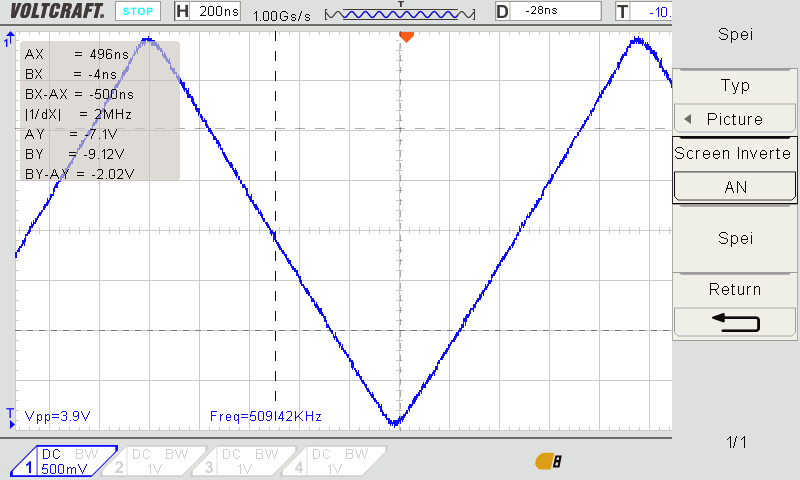 VOLTCRAFT. STOP H 200ns 1.00Gs/s T D -28ns T -10.
1
AX = 496ns
BX = -4ns
BX-AX = -500ns
|1/dX| = 2MHz
AY = -7.1V
BY = -9.12V
BY-AY = -2.02V
T
Vpp=3.9V Freq=509.42KHz
1 DC BW 500mV
2 DC BW 1V
3 DC BW 1V
4 DC BW 1V
B
Spei
Typ
Picture
Screen Inverte
AN
Spei
Return
1/1